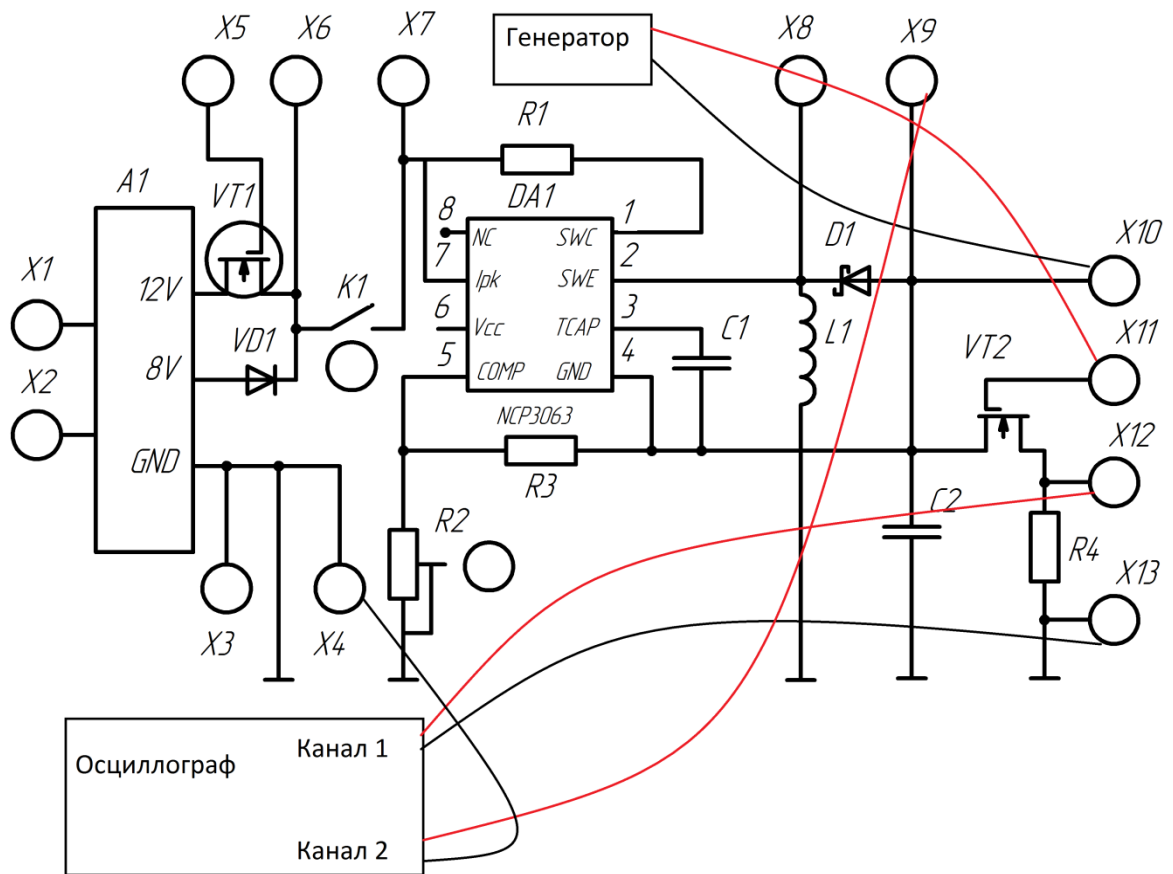 X5
X6
X7
Генератор
X8
X9
R1
A1
VT1
DA1
8
NC
SWC
1
7
Ipk
SWE
2
D1
X10
X1
12V
K1
6
Vcc
TCAP
3
C1
L1
VT2
X11
X2
8V
VD1
5
COMP
GND
4
NCP3063
X12
GND
R3
R2
C2
R4
X13
X3
X4
Канал 1
Осциллограф
Канал 2